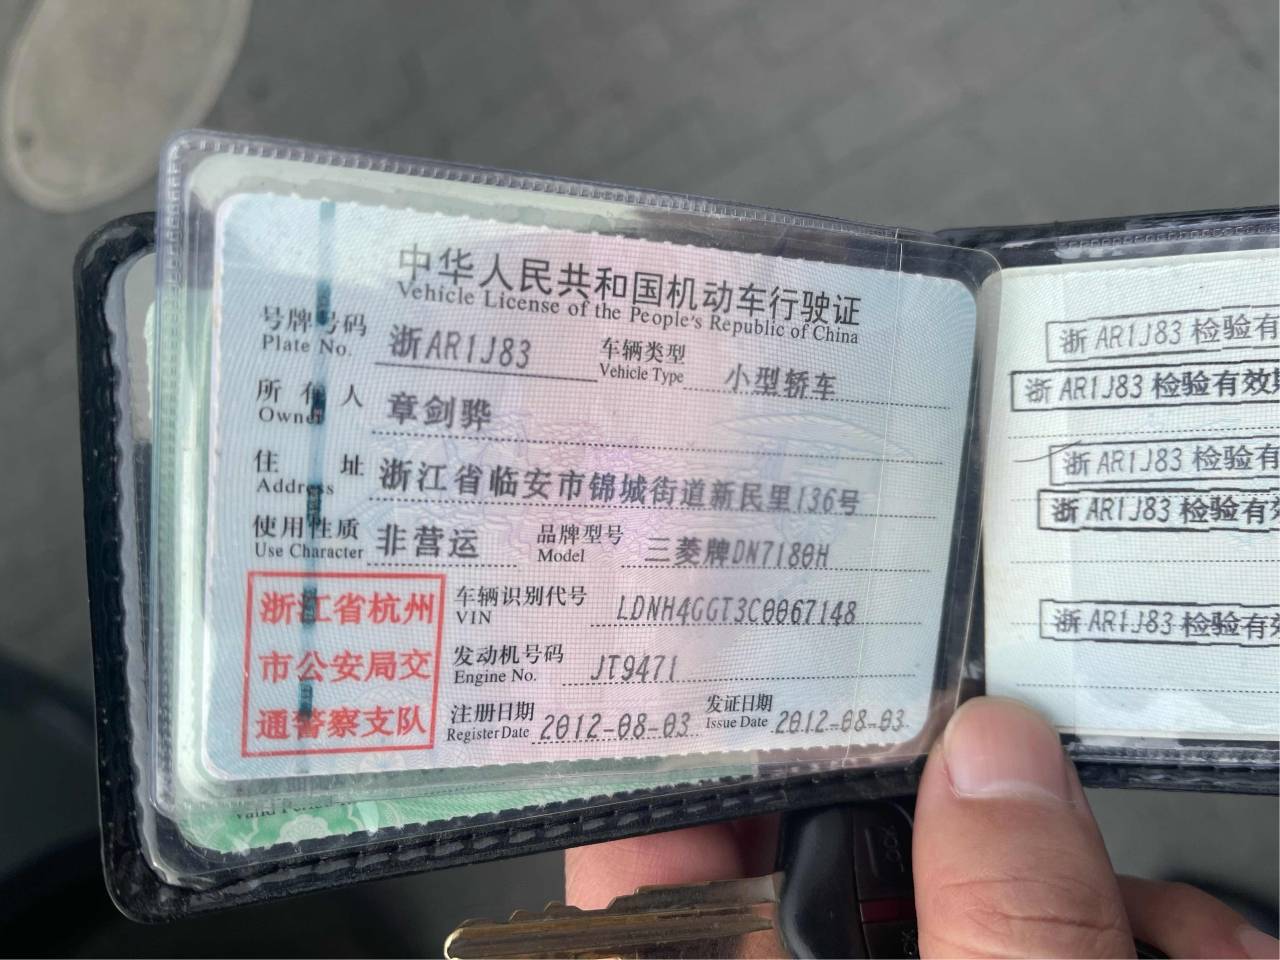 中华人民共和国机动车行驶证
Vehicle License of the People's Republic of China
号牌号码 浙AR1J83 车辆类型 小型轿车
Plate No. Vehicle Type
所有人 章剑骅
Owner
住址 浙江省临安市锦城街道新民里136号
Address
使用性质 非营运 品牌型号 三菱牌DN7180H
Use Character Model
浙江省杭州
市公安局交
通警察支队
车辆识别代号 LDNH4GGT3C0067148
VIN
发动机号码 JT9471
Engine No.
注册日期 2012-08-03 发证日期 2012-08-03
Register Date Issue Date
浙AR1J83检验有
浙AR1J83检验有效期
浙AR1J83检验有
浙AR1J83检验有效
浙AR1J83检验有效